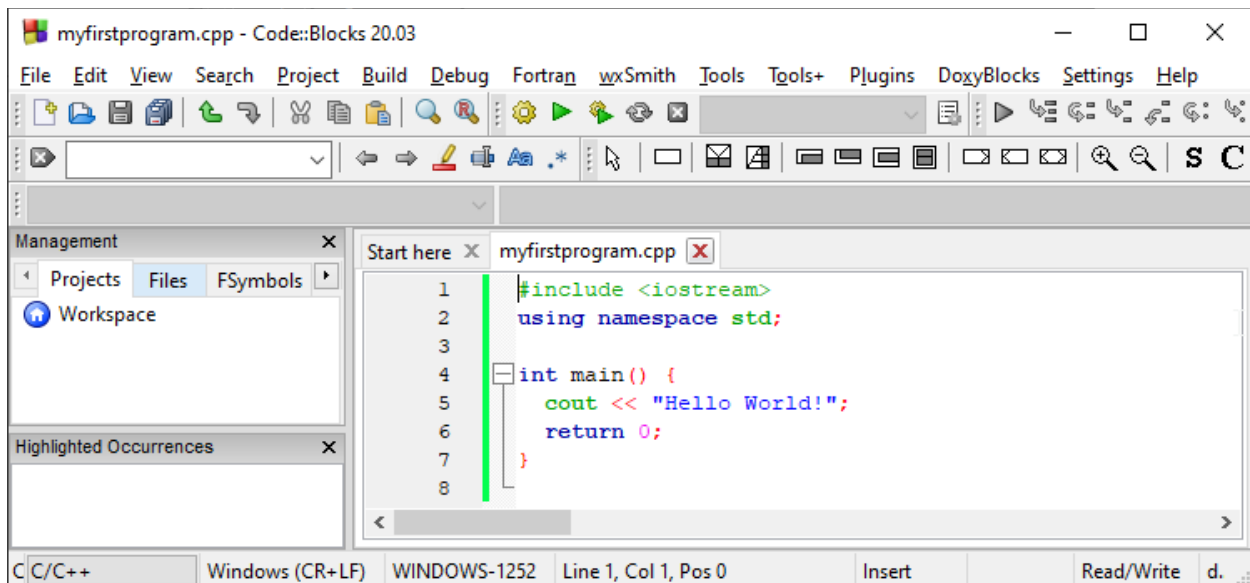 myfirstprogram.cpp - Code::Blocks 20.03
File Edit View Search Project Build Debug Fortran wxSmith Tools Tools+ Plugins DoxyBlocks Settings Help
S C
Management
Projects Files FSymbols
Workspace
Highlighted Occurrences
Start here myfirstprogram.cpp
1 #include <iostream>
2 using namespace std;
3
4 int main() {
5 cout << "Hello World!";
6 return 0;
7 }
8
C C/C++ Windows (CR+LF) WINDOWS-1252 Line 1, Col 1, Pos 0 Insert Read/Write d.